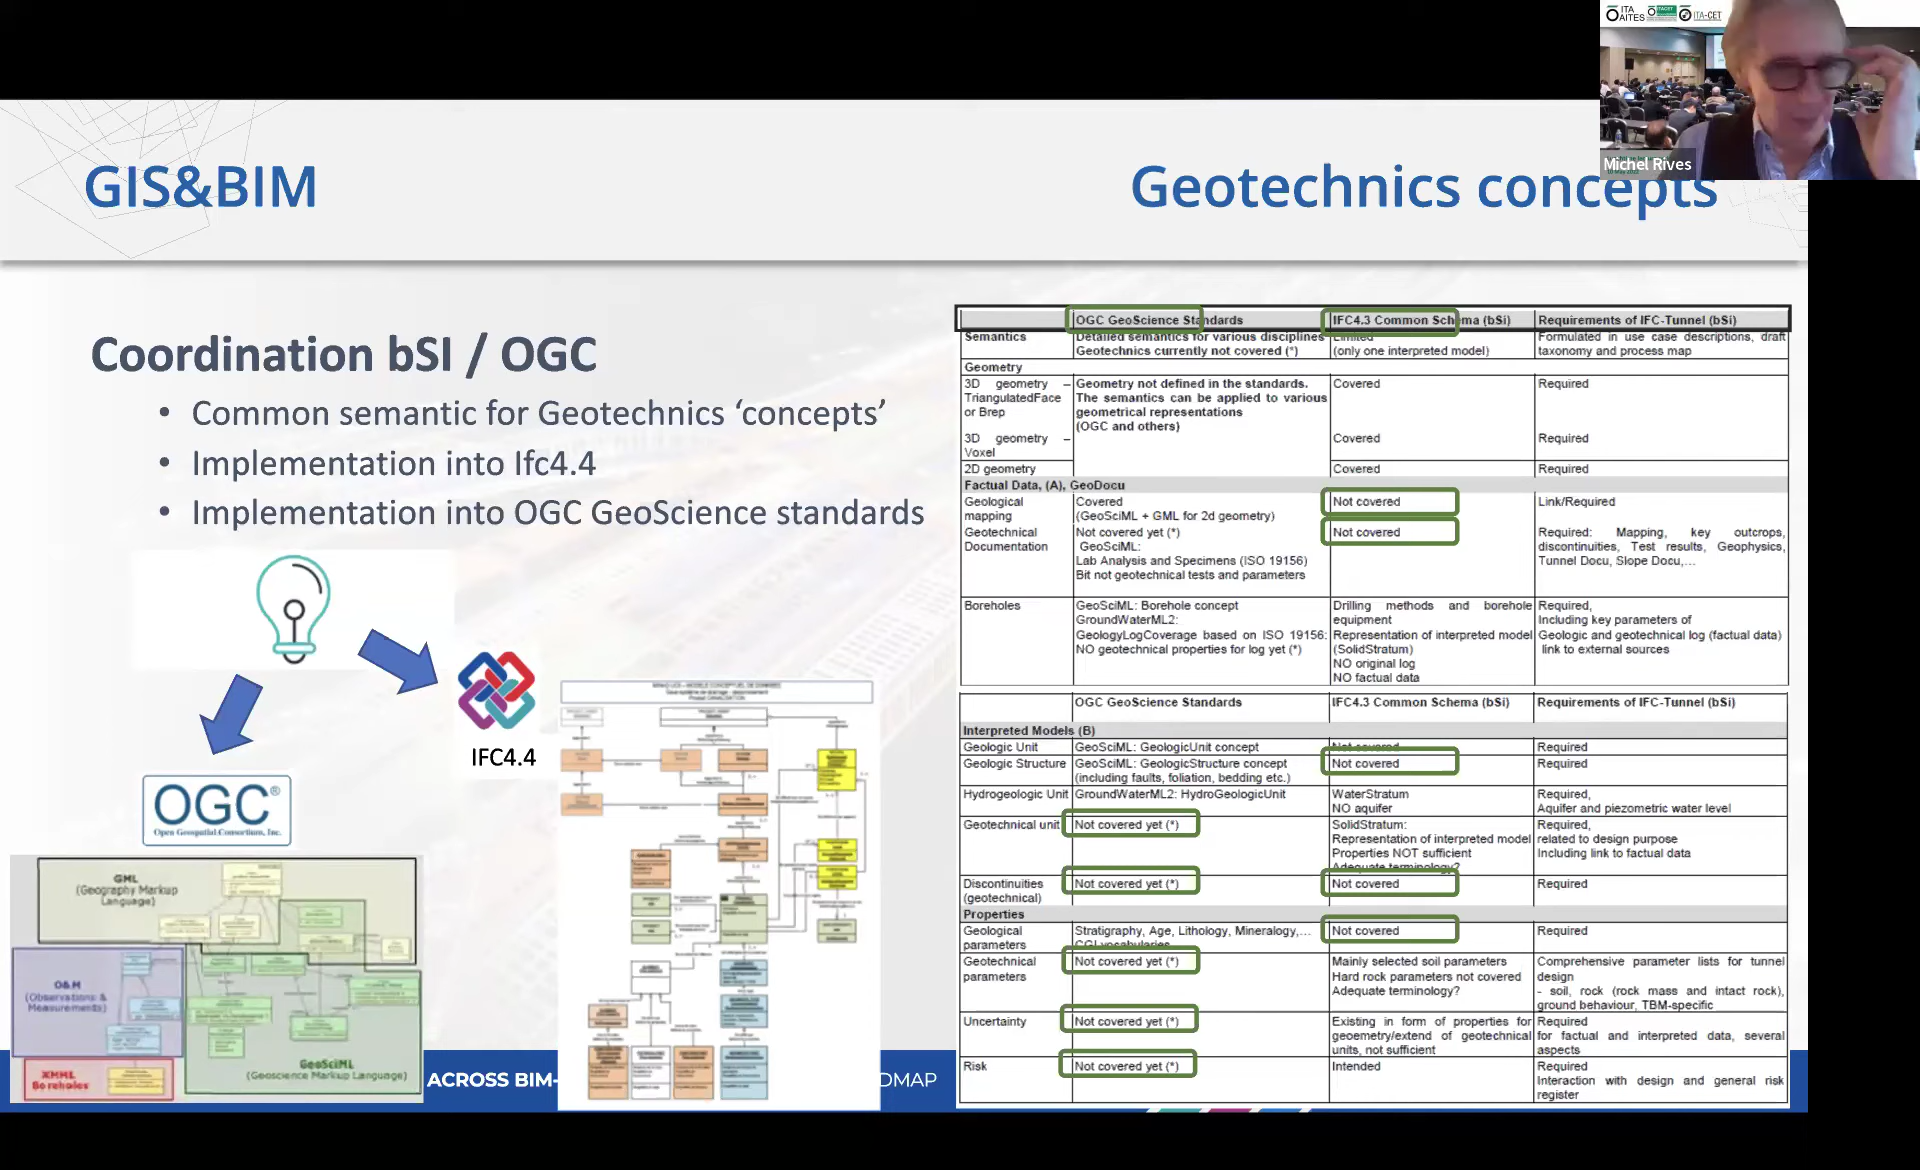 ITA
AITES
ITACET
ITA-CET
Michel Rives
GIS&BIM
Geotechnics concepts
Coordination bSI / OGC
• Common semantic for Geotechnics ‘concepts’
• Implementation into Ifc4.4
• Implementation into OGC GeoScience standards
IFC4.4
OGC®
Open Geospatial Consortium, Inc.
GML
(Geography Markup
Language)
O&M
(Observations &
Measurements)
XMML
Boreholes
GeoSciML
(Geoscience Markup Language)
ACROSS BIM-
DMAP
OGC GeoScience Standards IFC4.3 Common Schema (bSi) Requirements of IFC-Tunnel (bSi)
Semantics Detailed semantics for various disciplines Limited Formulated in use case descriptions, draft
Geotechnics currently not covered (*) (only one interpreted model) taxonomy and process map
Geometry
3D geometry – Geometry not defined in the standards. Covered Required
TriangulatedFace The semantics can be applied to various
or Brep geometrical representations
(OGC and others)
3D geometry – Covered Required
Voxel
2D geometry Covered Required
Factual Data, (A), GeoDocu
Geological Covered Not covered Link/Required
mapping (GeoSciML + GML for 2d geometry)
Geotechnical Not covered yet (*) Not covered Required: Mapping, key outcrops,
Documentation GeoSciML: discontinuities, Test results, Geophysics,
Lab Analysis and Specimens (ISO 19156) Tunnel Docu, Slope Docu,...
Bit not geotechnical tests and parameters
Boreholes GeoSciML: Borehole concept Drilling methods and borehole Required,
GroundWaterML2: equipment Including key parameters of
GeologyLogCoverage based on ISO 19156: Representation of interpreted model Geologic and geotechnical log (factual data)
NO geotechnical properties for log yet (*) (SolidStratum) link to external sources
NO original log
NO factual data
OGC GeoScience Standards IFC4.3 Common Schema (bSi) Requirements of IFC-Tunnel (bSi)
Interpreted Models (B)
Geologic Unit GeoSciML: GeologicUnit concept Not covered Required
Geologic Structure GeoSciML: GeologicStructure concept Not covered Required
(including faults, foliation, bedding etc.)
Hydrogeologic Unit GroundWaterML2: HydroGeologicUnit WaterStratum Required,
NO aquifer Aquifer and piezometric water level
Geotechnical unit Not covered yet (*) SolidStratum: Required,
Representation of interpreted model related to design purpose
Properties NOT sufficient Including link to factual data
Adequate terminology?
Discontinuities Not covered yet (*) Not covered Required
(geotechnical)
Properties
Geological Stratigraphy, Age, Lithology, Mineralogy,... Not covered Required
parameters CGI vocabularies
Geotechnical Not covered yet (*) Mainly selected soil parameters Comprehensive parameter lists for tunnel
parameters Hard rock parameters not covered design
Adequate terminology? - soil, rock (rock mass and intact rock),
ground behaviour, TBM-specific
Uncertainty Not covered yet (*) Existing in form of properties for Required
geoemetry/extend of geotechnical for factual and interpreted data, several
units, not sufficient aspects
Risk Not covered yet (*) Intended Required
Interaction with design and general risk
register